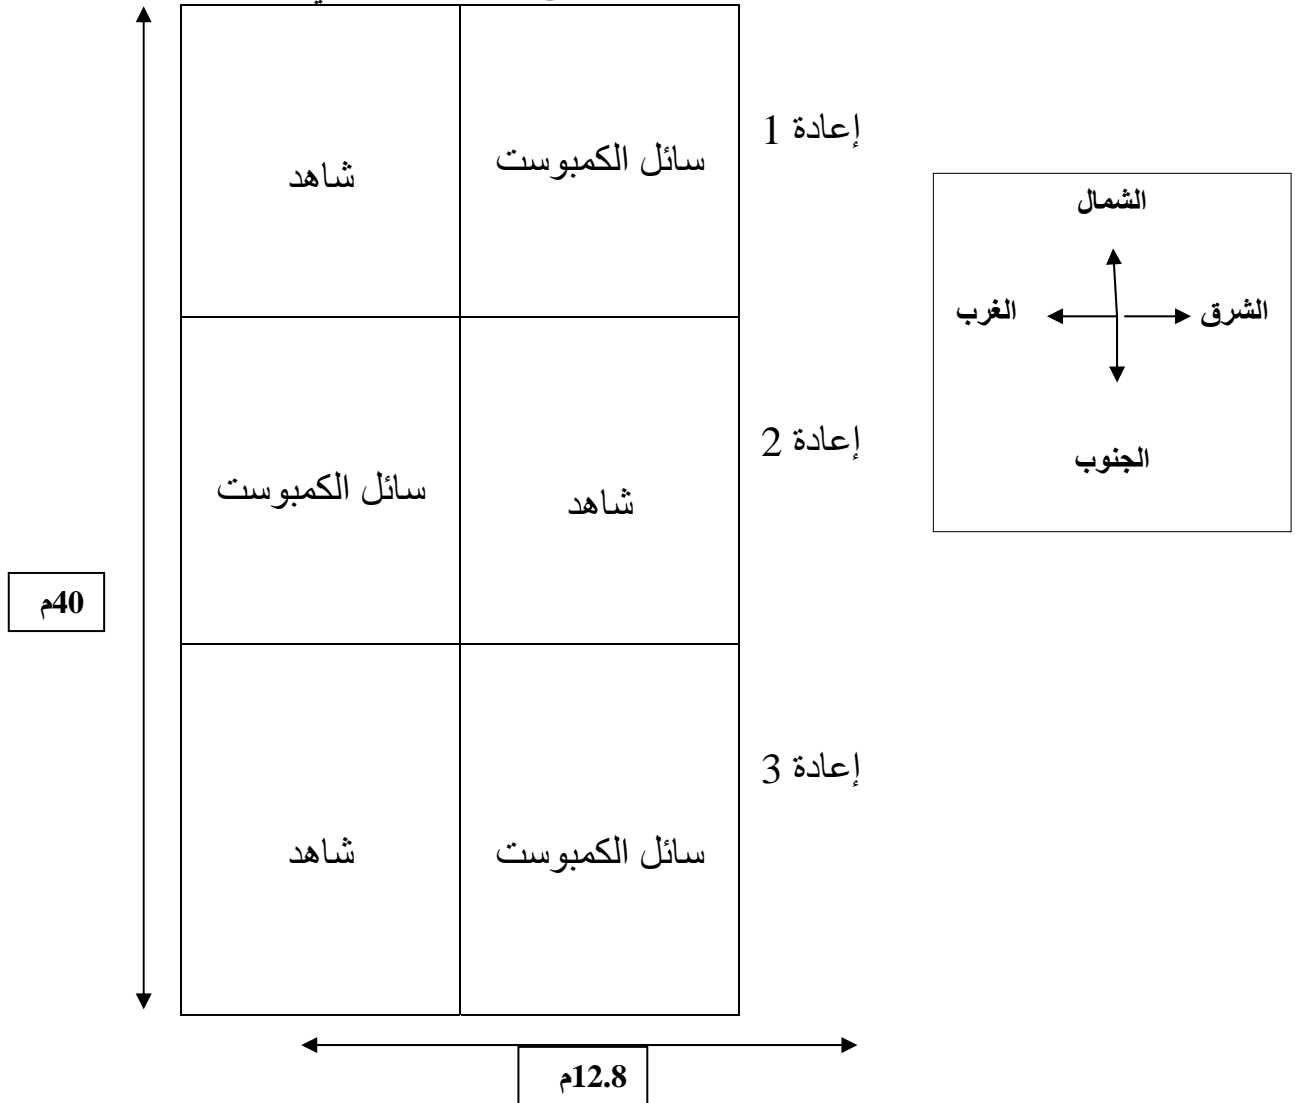 إعادة 1
سائل الكمبوست
شاهد
الشمال
الشرق
الغرب
الجنوب
إعادة 2
شاهد
سائل الكمبوست
40م
إعادة 3
سائل الكمبوست
شاهد
12.8م